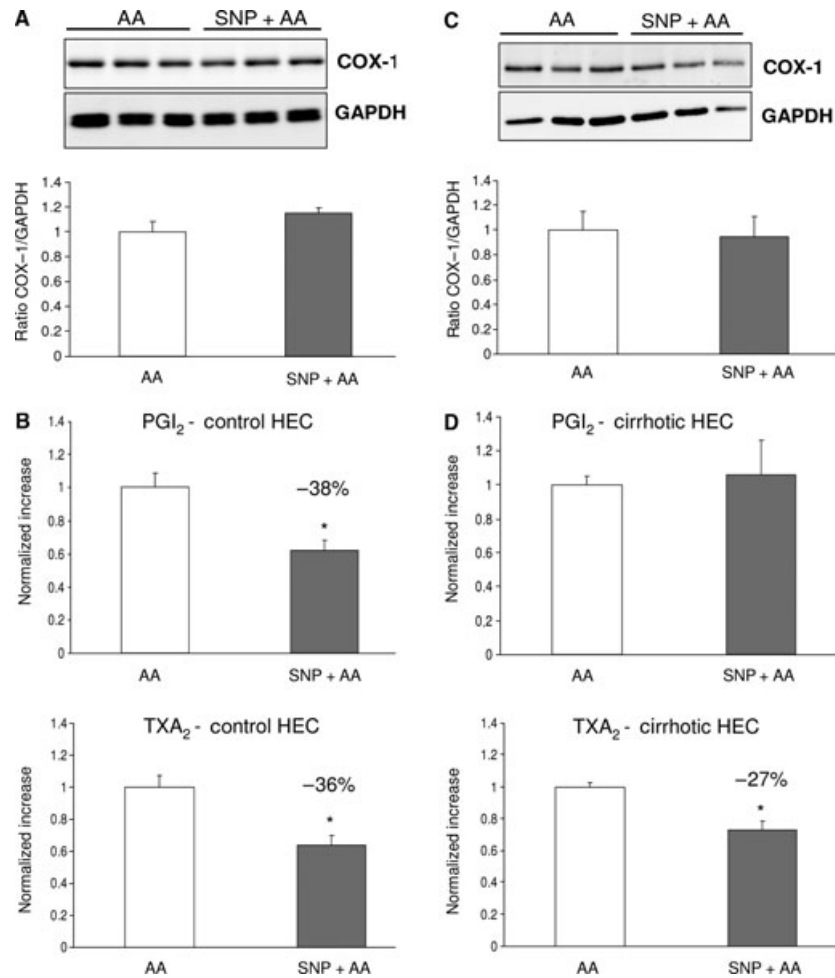 A
AA SNP + AA
COX-1
GAPDH
Ratio COX–1/GAPDH
1.4
1.2
1
0.8
0.6
0.4
0.2
0
AA SNP + AA
B
PGI₂ - control HEC
Normalized increase
1.4
1.2
1
0.8
0.6
0.4
0.2
0
–38%
*
AA SNP + AA
TXA₂ - control HEC
Normalized increase
1.4
1.2
1
0.8
0.6
0.4
0.2
0
–36%
*
AA SNP + AA
C
AA SNP + AA
COX-1
GAPDH
Ratio COX–1/GAPDH
1.4
1.2
1
0.8
0.6
0.4
0.2
0
AA SNP + AA
D
PGI₂ - cirrhotic HEC
Normalized increase
1.4
1.2
1
0.8
0.6
0.4
0.2
0
AA SNP + AA
TXA₂ - cirrhotic HEC
Normalized increase
1.4
1.2
1
0.8
0.6
0.4
0.2
0
–27%
*
AA SNP + AA